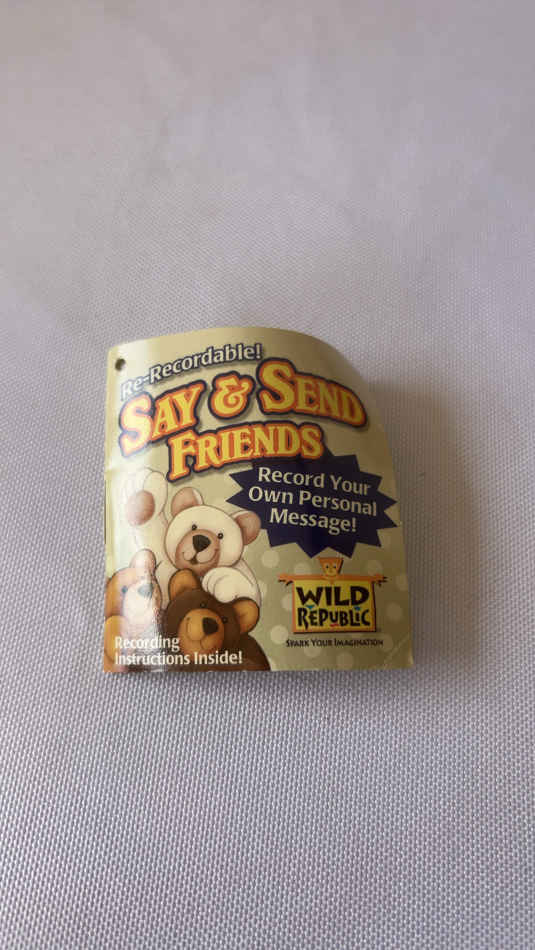 Re-Recordable!
SAY & SEND
FRIENDS
Record Your
Own Personal
Message!
WILD
REPUBLIC
SPARK YOUR IMAGINATION
Recording
Instructions Inside!